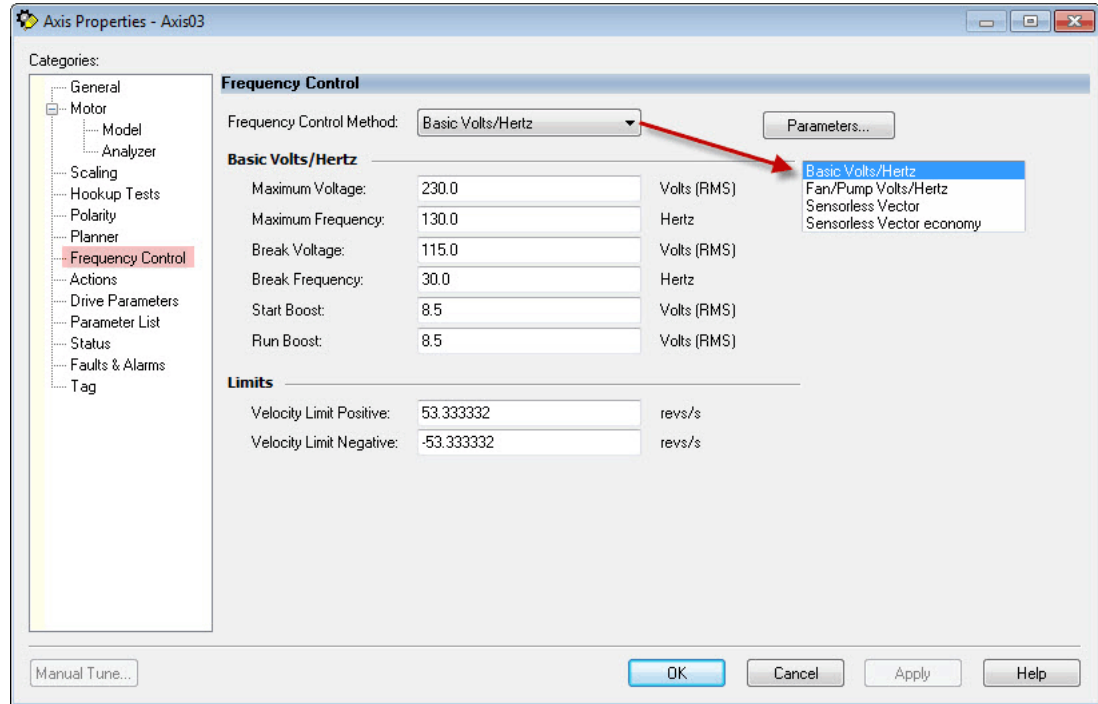 Axis Properties - Axis03
Categories:
General
Motor
Model
Analyzer
Scaling
Hookup Tests
Polarity
Planner
Frequency Control
Actions
Drive Parameters
Parameter List
Status
Faults & Alarms
Tag
Frequency Control
Frequency Control Method: Basic Volts/Hertz Parameters...
Basic Volts/Hertz
Fan/Pump Volts/Hertz
Sensorless Vector
Sensorless Vector economy
Basic Volts/Hertz
Maximum Voltage: 230.0 Volts (RMS)
Maximum Frequency: 130.0 Hertz
Break Voltage: 115.0 Volts (RMS)
Break Frequency: 30.0 Hertz
Start Boost: 8.5 Volts (RMS)
Run Boost: 8.5 Volts (RMS)
Limits
Velocity Limit Positive: 53.333332 revs/s
Velocity Limit Negative: -53.333332 revs/s
Manual Tune... OK Cancel Apply Help